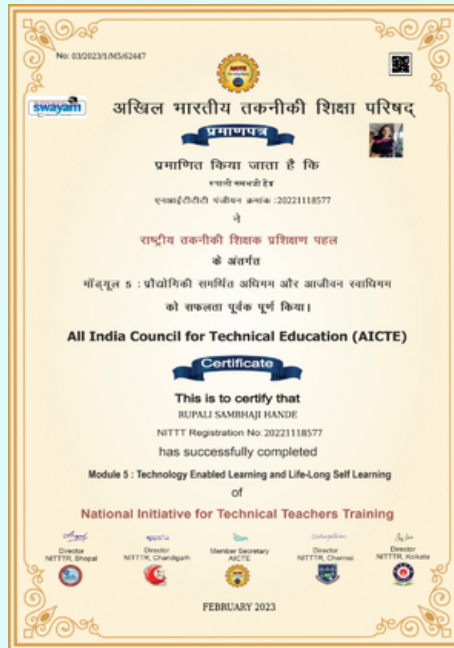 No: 03/2023/1/M5/62447
AICTE
swayam
अखिल भारतीय तकनीकी शिक्षा परिषद्
प्रमाणपत्र
प्रमाणित किया जाता है कि
एनआईटीटीटी पंजीयन क्रमांक :20221118577
ने
राष्ट्रीय तकनीकी शिक्षक प्रशिक्षण पहल
के अंतर्गत
मॉड्यूल 5 : प्रौद्योगिकी समर्थित अधिगम और आजीवन स्वाधिगम
को सफलता पूर्वक पूर्ण किया।
All India Council for Technical Education (AICTE)
Certificate
This is to certify that
RUPALI SAMBHAJI HANDE
NITTT Registration No: 20221118577
has successfully completed
Module 5 : Technology Enabled Learning and Life-Long Self Learning
of
National Initiative for Technical Teachers Training
Director
NITTTR, Bhopal
Director
NITTTR, Chandigarh
Member Secretary
AICTE
Director
NITTTR, Chennai
Director
NITTTR, Kolkata
FEBRUARY 2023